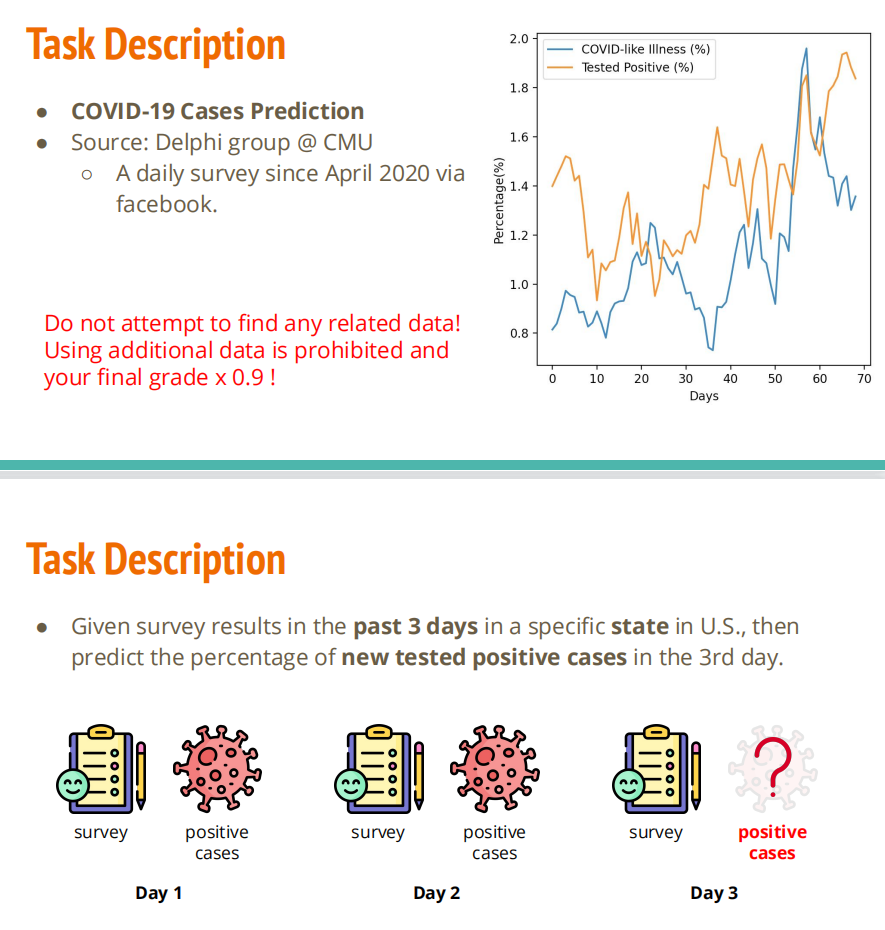 Task Description
● COVID-19 Cases Prediction
● Source: Delphi group @ CMU
○ A daily survey since April 2020 via
facebook.
Do not attempt to find any related data!
Using additional data is prohibited and
your final grade x 0.9 !
COVID-like Illness (%)
Tested Positive (%)
Percentage(%)
2.0
1.8
1.6
1.4
1.2
1.0
0.8
0 10 20 30 40 50 60 70
Days
Task Description
● Given survey results in the past 3 days in a specific state in U.S., then
predict the percentage of new tested positive cases in the 3rd day.
survey positive cases survey positive cases survey positive cases
Day 1 Day 2 Day 3